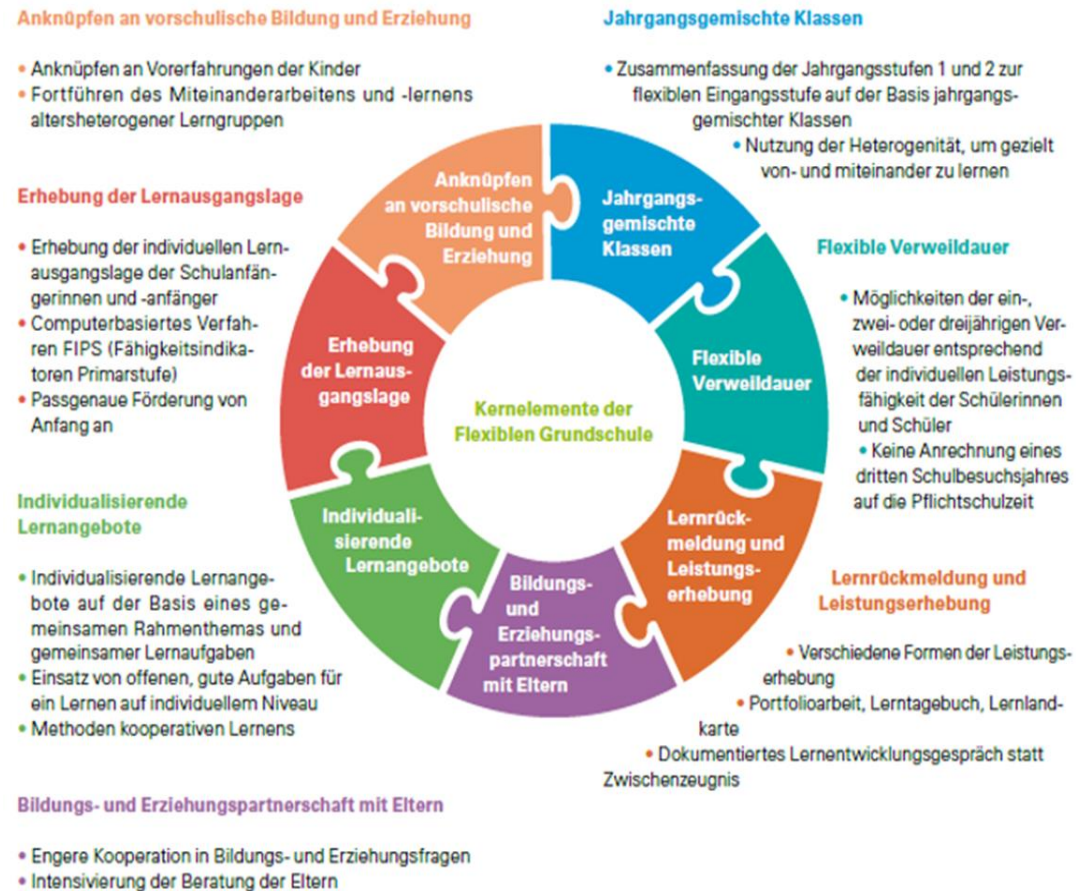 Anknüpfen an vorschulische Bildung und Erziehung
• Anknüpfen an Vorerfahrungen der Kinder
• Fortführen des Miteinanderarbeitens und -lernens
altersheterogener Lerngruppen
Erhebung der Lernausgangslage
• Erhebung der individuellen Lern-
ausgangslage der Schulanfän-
gerinnen und -anfänger
• Computerbasiertes Verfah-
ren FIPS (Fähigkeitsindika-
toren Primarstufe)
• Passgenaue Förderung von
Anfang an
Individualisierende
Lernangebote
• Individualisierende Lernange-
bote auf der Basis eines ge-
meinsamen Rahmenthemas und
gemeinsamer Lernaufgaben
• Einsatz von offenen, gute Aufgaben für
ein Lernen auf individuellem Niveau
• Methoden kooperativen Lernens
Bildungs- und Erziehungspartnerschaft mit Eltern
• Engere Kooperation in Bildungs- und Erziehungsfragen
• Intensivierung der Beratung der Eltern
Anknüpfen
an vorschulische
Bildung und
Erziehung
Jahrgangs-
gemischte
Klassen
Flexible
Verweildauer
Lernrück-
meldung und
Leistungs-
erhebung
Bildungs-
und
Erziehungs-
partnerschaft
mit Eltern
Individuali-
sierende
Lernangebote
Erhebung
der Lernaus-
gangslage
Kernelemente der
Flexiblen Grundschule
Jahrgangsgemischte Klassen
• Zusammenfassung der Jahrgangsstufen 1 und 2 zur
flexiblen Eingangsstufe auf der Basis jahrgangs-
gemischter Klassen
• Nutzung der Heterogenität, um gezielt
von- und miteinander zu lernen
Flexible Verweildauer
• Möglichkeiten der ein-,
zwei- oder dreijährigen Ver-
weildauer entsprechend
der individuellen Leistungs-
fähigkeit der Schülerinnen
und Schüler
• Keine Anrechnung eines
dritten Schulbesuchsjahres
auf die Pflichtschulzeit
Lernrückmeldung und
Leistungserhebung
• Verschiedene Formen der Leistungs-
erhebung
• Portfolioarbeit, Lerntagebuch, Lernland-
karte
• Dokumentiertes Lernentwicklungsgespräch statt
Zwischenzeugnis